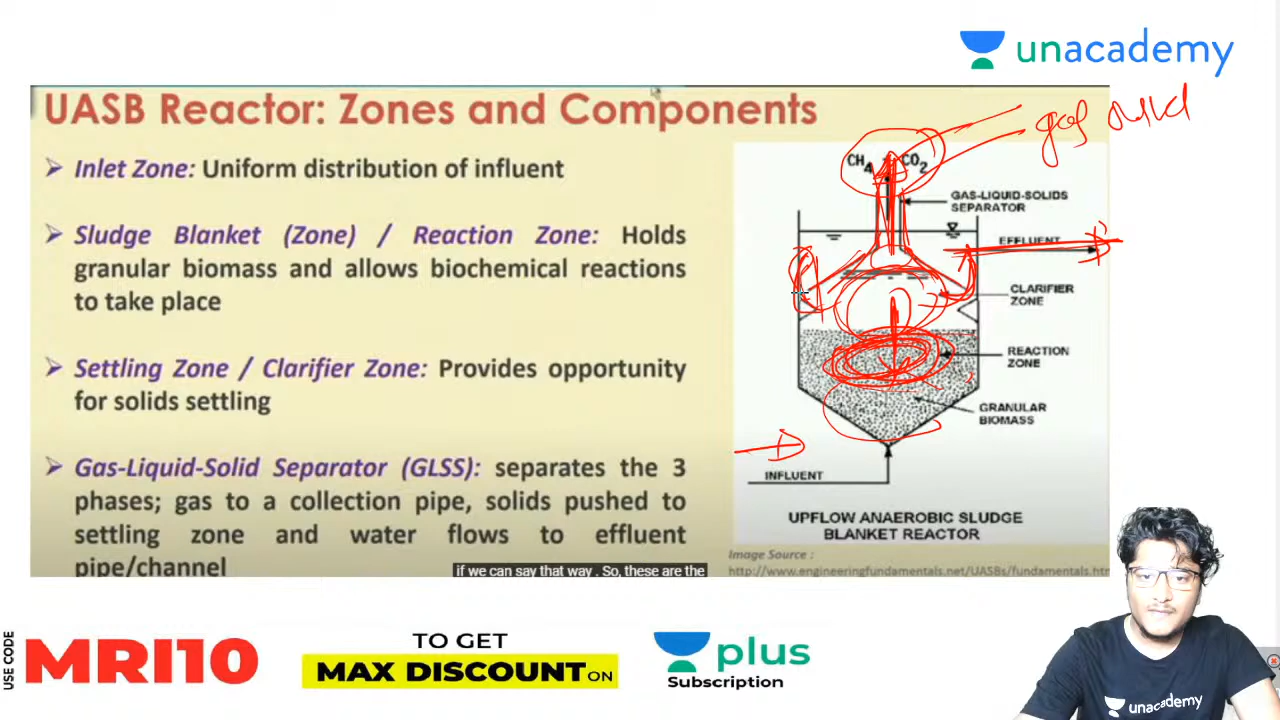 unacademy
UASB Reactor: Zones and Components
Inlet Zone: Uniform distribution of influent
Sludge Blanket (Zone) / Reaction Zone: Holds
granular biomass and allows biochemical reactions
to take place
Settling Zone / Clarifier Zone: Provides opportunity
for solids settling
Gas-Liquid-Solid Separator (GLSS): separates the 3
phases; gas to a collection pipe, solids pushed to
settling zone and water flows to effluent
pipe/channel
if we can say that way . So, these are the
gas
CH4 CO2
GAS-LIQUID-SOLIDS
SEPARATOR
EFFLUENT
CLARIFIER
ZONE
REACTION
ZONE
GRANULAR
BIOMASS
INFLUENT
UPFLOW ANAEROBIC SLUDGE
BLANKET REACTOR
Image Source :
http://www.engineeringfundamentals.net/UASBs/fundamentals.htm
USE CODE
MRI10
TO GET
MAX DISCOUNT ON
plus
Subscription
unacademy